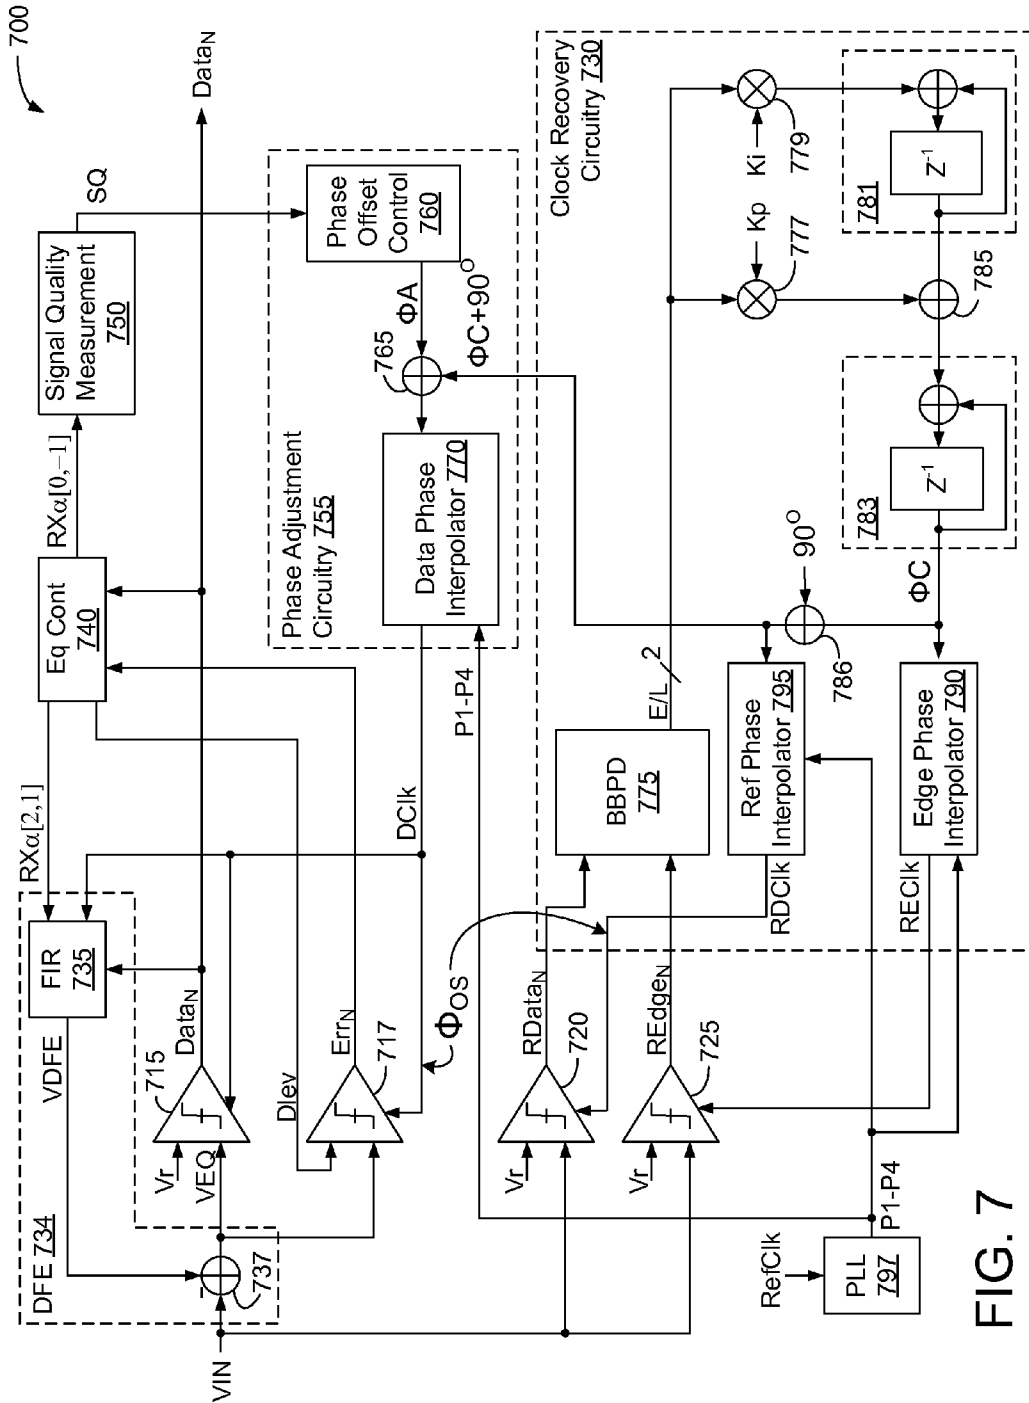 700
DFE 734
VDFE
FIR
735
RXα[2,1]
Eq Cont
740
RXα[0,−1]
Signal Quality
Measurement
750
SQ
DataN
VIN
737
VEQ
Vr
715
DataN
Dlev
ErrN
717
ΦOS
DClk
P1-P4
Phase Adjustment
Circuitry 755
Data Phase
Interpolator 770
765
ΦA
ΦC+90O
Phase
Offset
Control
760
Vr
RDataN
720
Vr
REdgeN
725
BBPD
775
E/L
2
Clock Recovery
Circuitry 730
RDClk
Ref Phase
Interpolator 795
786
90O
Kp
777
Ki
779
REClk
Edge Phase
Interpolator 790
ΦC
783
Z-1
785
781
Z-1
RefClk
PLL
797
P1-P4
FIG. 7